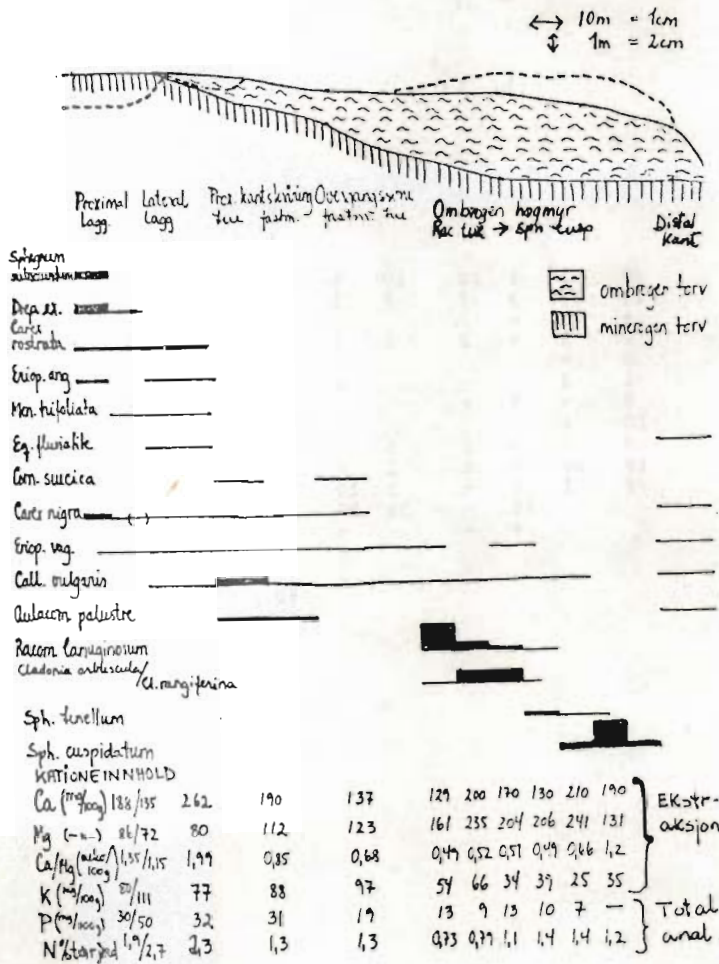 ↔ 10m = 1cm
↕ 1m = 2cm
Proximal Lagg.
Lateral Lagg
Prox. kantskråning
tue fastm.
Overgangssone
fastm. tue
Ombrogen høgmyr
Rac tue → Sph cusp
Distal Kant
ombrogen torv
minerogen torv
Sphagnum
Drep. ex.
Carex rostrata
Eriop. ang
Men. trifoliata
Eq. fluviatile
Corn. suecica
Carex nigra (-)
Eriop. vag.
Call. vulgaris
Aulacom palustre
Racom lanuginosum
Cladonia arbuscula/
Cl. rangiferina
Sph. tenellum
Sph. cuspidatum
KATIONEINNHOLD
Ca (mg/100g) 188/135 262 190 137 129 200 170 130 210 190
Mg (-"-) 86/72 80 112 123 161 235 204 206 241 131
Ca/Mg 1,35/1,15 1,99 0,85 0,68 0,49 0,52 0,51 0,49 0,66 1,2
K (mg/100g) 80/111 77 88 97 54 66 34 39 25 35
Ekstr-
aksjon
P (mg/100g) 30/50 32 31 19 13 9 13 10 7 —
N% 1,9/2,7 2,3 1,3 1,3 0,73 0,79 1,1 1,4 1,4 1,2
Total
anal